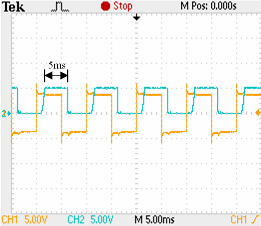 Tek Stop M Pos: 0.000s
5ms
2
CH1 5.00V CH2 5.00V M 5.00ms CH1